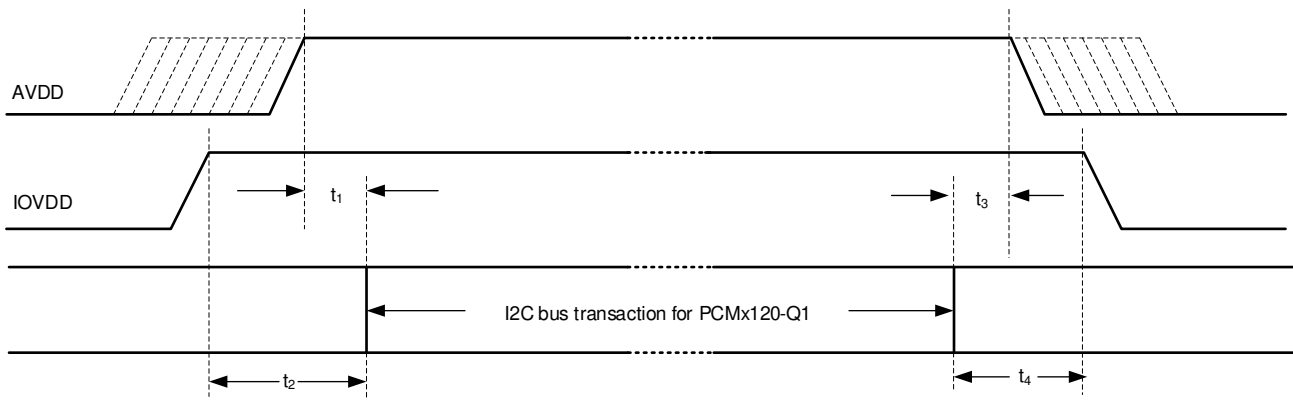 AVDD
IOVDD
t1
t3
I2C bus transaction for PCMx120-Q1
t2
t4